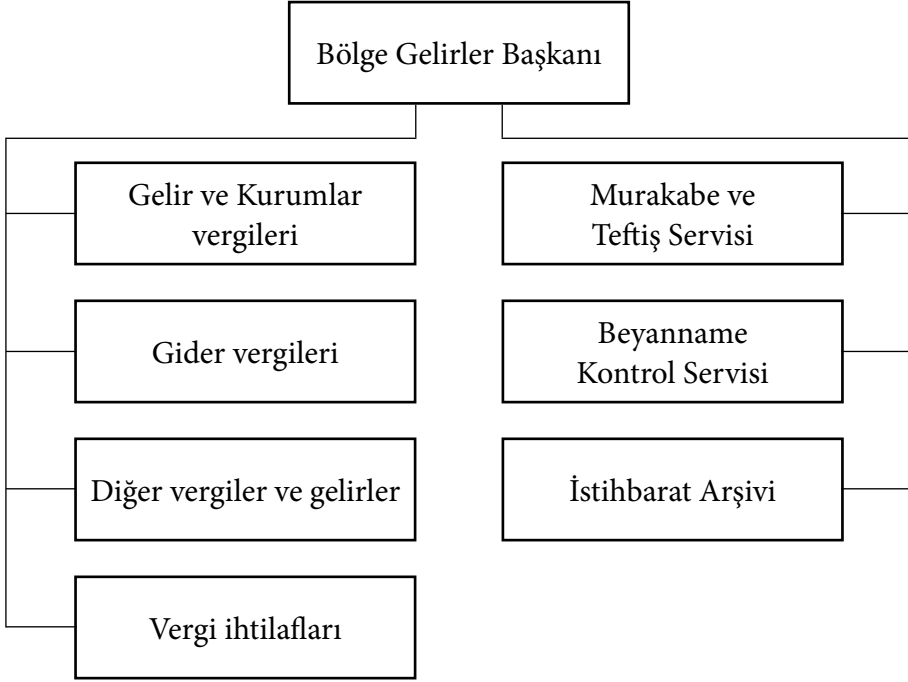 Bölge Gelirler Başkanı
Gelir ve Kurumlar
vergileri
Gider vergileri
Diğer vergiler ve gelirler
Vergi ihtilafları
Murakabe ve
Teftiş Servisi
Beyanname
Kontrol Servisi
İstihbarat Arşivi